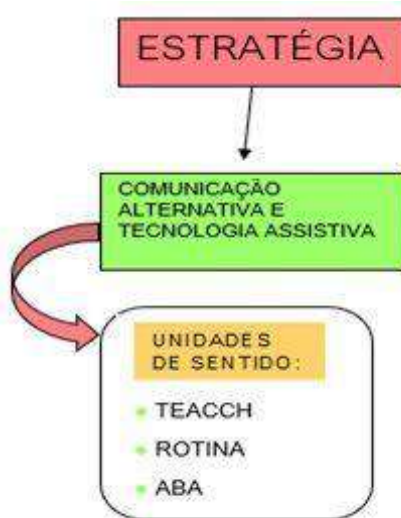 ESTRATÉGIA
COMUNICAÇÃO
ALTERNATIVA E
TECNOLOGIA ASSISTIVA
UNIDADES
DE SENTIDO:
TEACCH
ROTINA
ABA